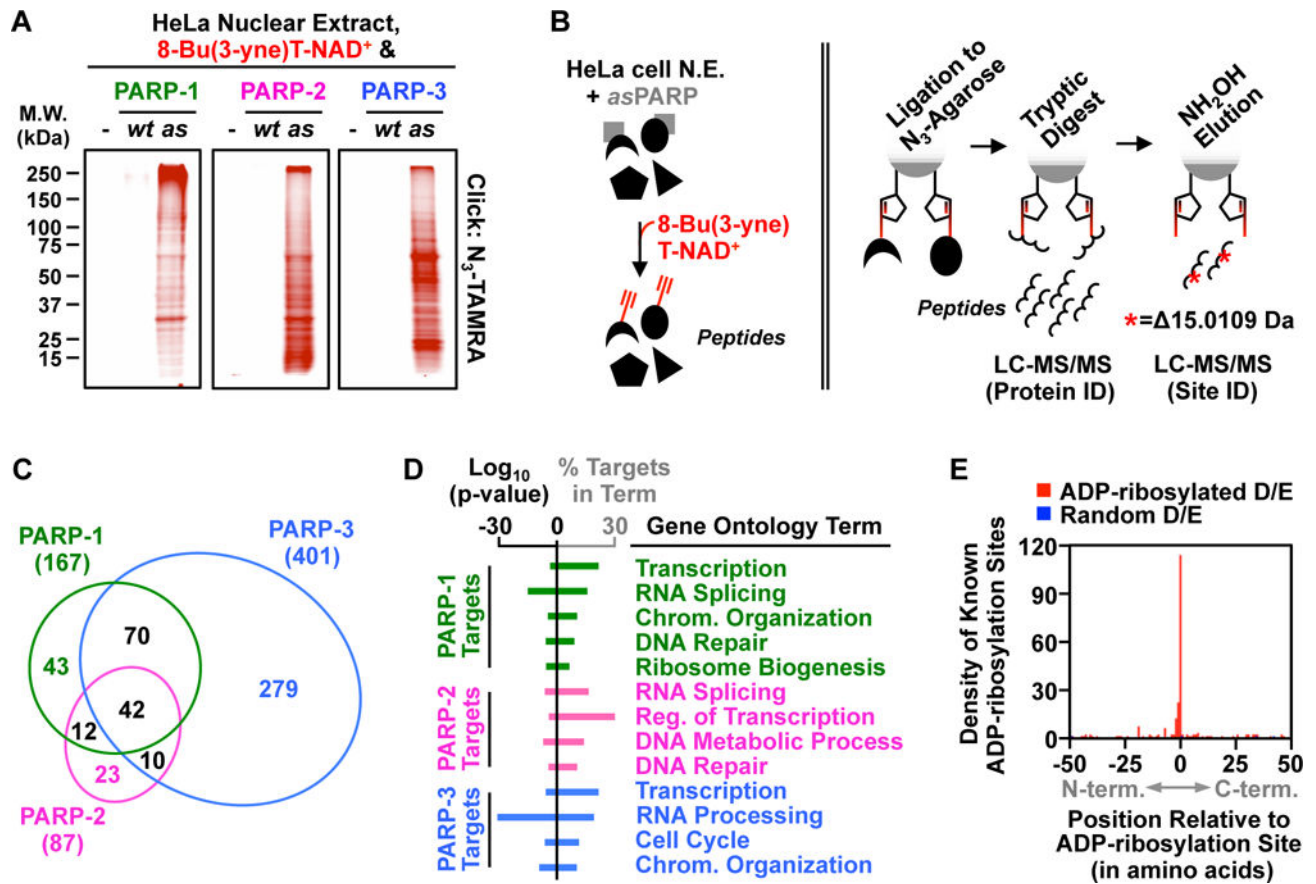 A
HeLa Nuclear Extract,
8-Bu(3-yne)T-NAD+ &
PARP-1 PARP-2 PARP-3
M.W.
(kDa)
- wt as - wt as - wt as
250
150
100
75
50
37
25
15
Click: N3-TAMRA
B
HeLa cell N.E.
+ asPARP
8-Bu(3-yne)
T-NAD+
Peptides
Ligation to
N3-Agarose
Tryptic
Digest
NH2OH
Elution
Peptides
*=Δ15.0109 Da
LC-MS/MS
(Protein ID)
LC-MS/MS
(Site ID)
C
PARP-1
(167)
PARP-3
(401)
70
43
279
42
12
10
23
PARP-2
(87)
D
Log10
(p-value)
% Targets
in Term
-30 0 30
Gene Ontology Term
PARP-1
Targets
Transcription
RNA Splicing
Chrom. Organization
DNA Repair
Ribosome Biogenesis
PARP-2
Targets
RNA Splicing
Reg. of Transcription
DNA Metabolic Process
DNA Repair
PARP-3
Targets
Transcription
RNA Processing
Cell Cycle
Chrom. Organization
E
ADP-ribosylated D/E
Random D/E
Density of Known
ADP-ribosylation Sites
120
90
60
30
0
-50 -25 0 25 50
N-term. C-term.
Position Relative to
ADP-ribosylation Site
(in amino acids)